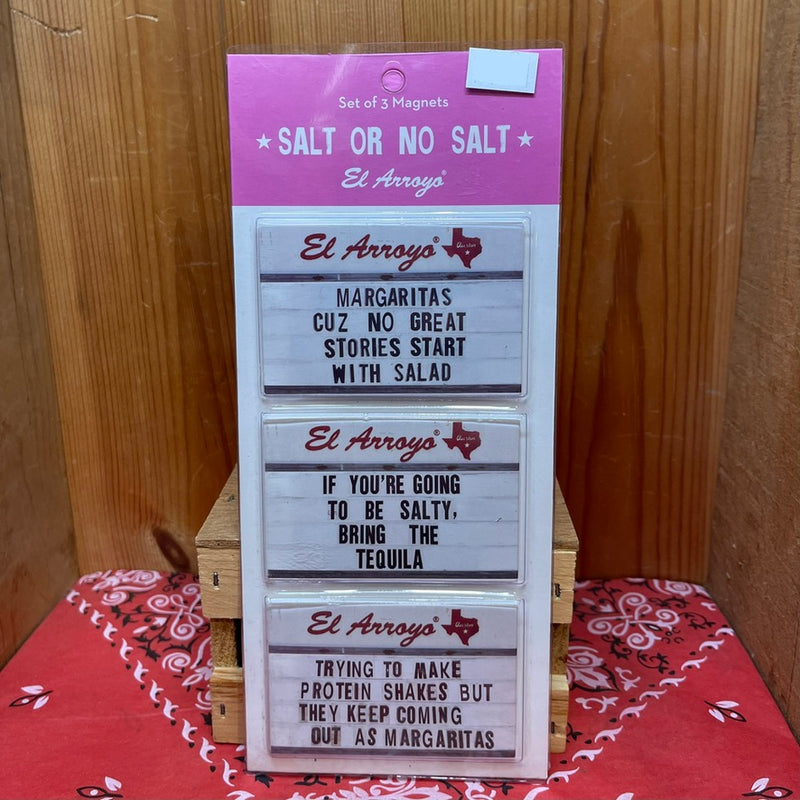 Set of 3 Magnets
★ SALT OR NO SALT ★
El Arroyo®
El Arroyo®
MARGARITAS
CUZ NO GREAT
STORIES START
WITH SALAD
El Arroyo®
IF YOU'RE GOING
TO BE SALTY,
BRING THE
TEQUILA
El Arroyo®
TRYING TO MAKE
PROTEIN SHAKES BUT
THEY KEEP COMING
OUT AS MARGARITAS